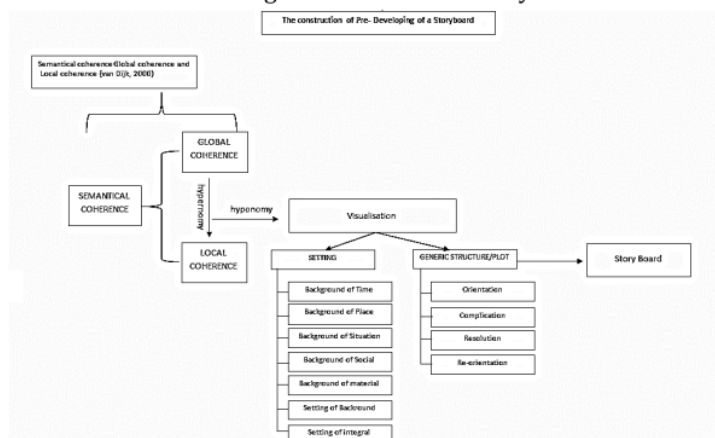 The construction of Pre- Developing of a Storyboard
Semantical coherence Global coherence and
Local coherence (van Dijk, 2000)
GLOBAL
COHERENCE
SEMANTICAL
COHERENCE
hypernomy
hyponomy
LOCAL
COHERENCE
Visualisation
SETTING
GENERIC STRUCTURE/PLOT
Story Board
Background of Time
Background of Place
Background of Situation
Background of Social
Background of material
Setting of Backround
Setting of integral
Orientation
Complication
Resolution
Re-orientation